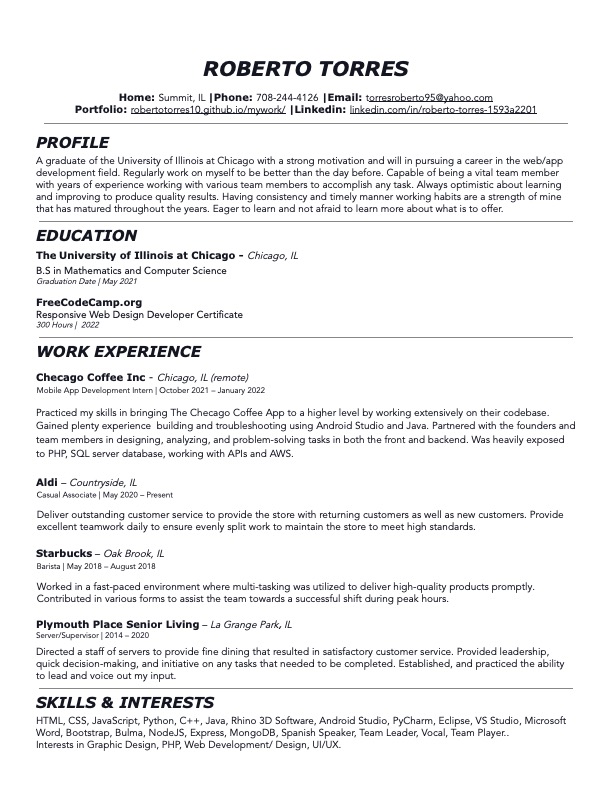 ROBERTO TORRES
Home: Summit, IL |Phone: 708-244-4126 |Email: torresroberto95@yahoo.com
Portfolio: robertotorres10.github.io/mywork/ |Linkedin: linkedin.com/in/roberto-torres-1593a2201
PROFILE
A graduate of the University of Illinois at Chicago with a strong motivation and will in pursuing a career in the web/app
development field. Regularly work on myself to be better than the day before. Capable of being a vital team member
with years of experience working with various team members to accomplish any task. Always optimistic about learning
and improving to produce quality results. Having consistency and timely manner working habits are a strength of mine
that has matured throughout the years. Eager to learn and not afraid to learn more about what is to offer.
EDUCATION
The University of Illinois at Chicago - Chicago, IL
B.S in Mathematics and Computer Science
Graduation Date | May 2021
FreeCodeCamp.org
Responsive Web Design Developer Certificate
300 Hours | 2022
WORK EXPERIENCE
Checago Coffee Inc - Chicago, IL (remote)
Mobile App Development Intern | October 2021 – January 2022
Practiced my skills in bringing The Checago Coffee App to a higher level by working extensively on their codebase.
Gained plenty experience building and troubleshooting using Android Studio and Java. Partnered with the founders and
team members in designing, analyzing, and problem-solving tasks in both the front and backend. Was heavily exposed
to PHP, SQL server database, working with APIs and AWS.
Aldi – Countryside, IL
Casual Associate | May 2020 – Present
Deliver outstanding customer service to provide the store with returning customers as well as new customers. Provide
excellent teamwork daily to ensure evenly split work to maintain the store to meet high standards.
Starbucks – Oak Brook, IL
Barista | May 2018 – August 2018
Worked in a fast-paced environment where multi-tasking was utilized to deliver high-quality products promptly.
Contributed in various forms to assist the team towards a successful shift during peak hours.
Plymouth Place Senior Living – La Grange Park, IL
Server/Supervisor | 2014 – 2020
Directed a staff of servers to provide fine dining that resulted in satisfactory customer service. Provided leadership,
quick decision-making, and initiative on any tasks that needed to be completed. Established, and practiced the ability
to lead and voice out my input.
SKILLS & INTERESTS
HTML, CSS, JavaScript, Python, C++, Java, Rhino 3D Software, Android Studio, PyCharm, Eclipse, VS Studio, Microsoft
Word, Bootstrap, Bulma, NodeJS, Express, MongoDB, Spanish Speaker, Team Leader, Vocal, Team Player..
Interests in Graphic Design, PHP, Web Development/ Design, UI/UX.